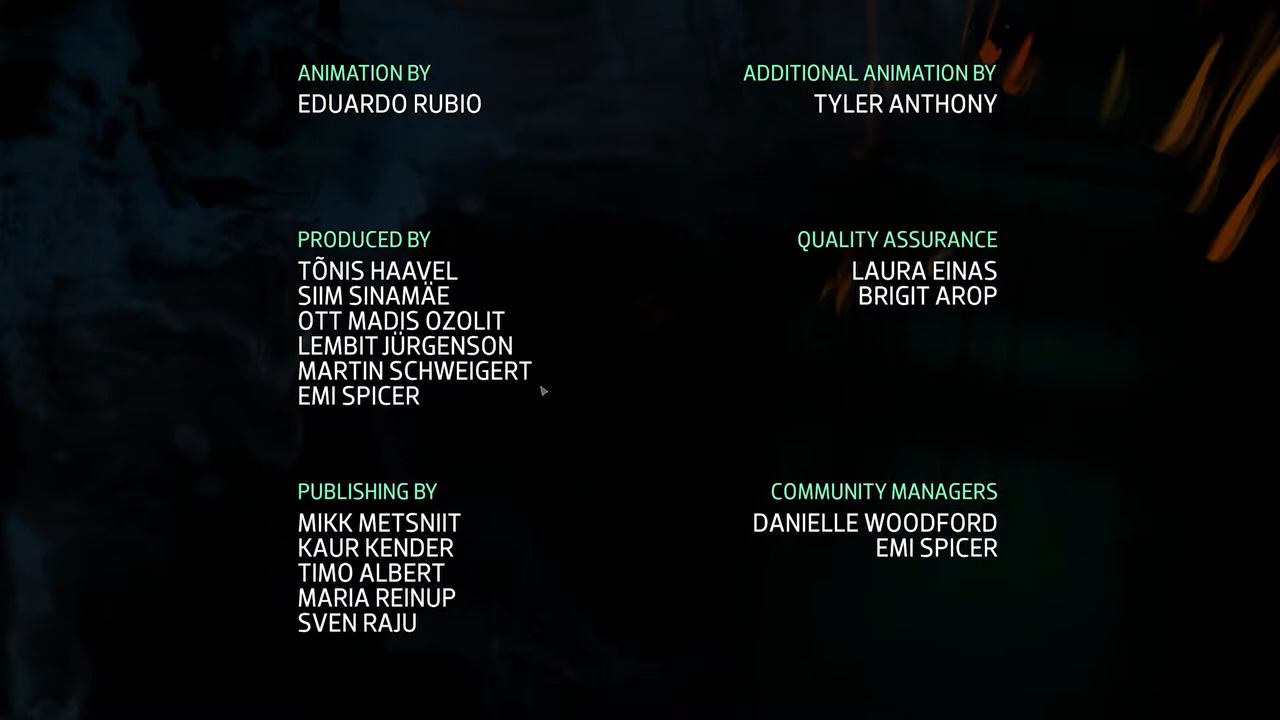 ANIMATION BY
EDUARDO RUBIO
ADDITIONAL ANIMATION BY
TYLER ANTHONY
PRODUCED BY
TÕNIS HAAVEL
SIIM SINAMÄE
OTT MADIS OZOLIT
LEMBIT JÜRGENSON
MARTIN SCHWEIGERT
EMI SPICER
QUALITY ASSURANCE
LAURA EINAS
BRIGIT AROP
PUBLISHING BY
MIKK METSNIIT
KAUR KENDER
TIMO ALBERT
MARIA REINUP
SVEN RAJU
COMMUNITY MANAGERS
DANIELLE WOODFORD
EMI SPICER